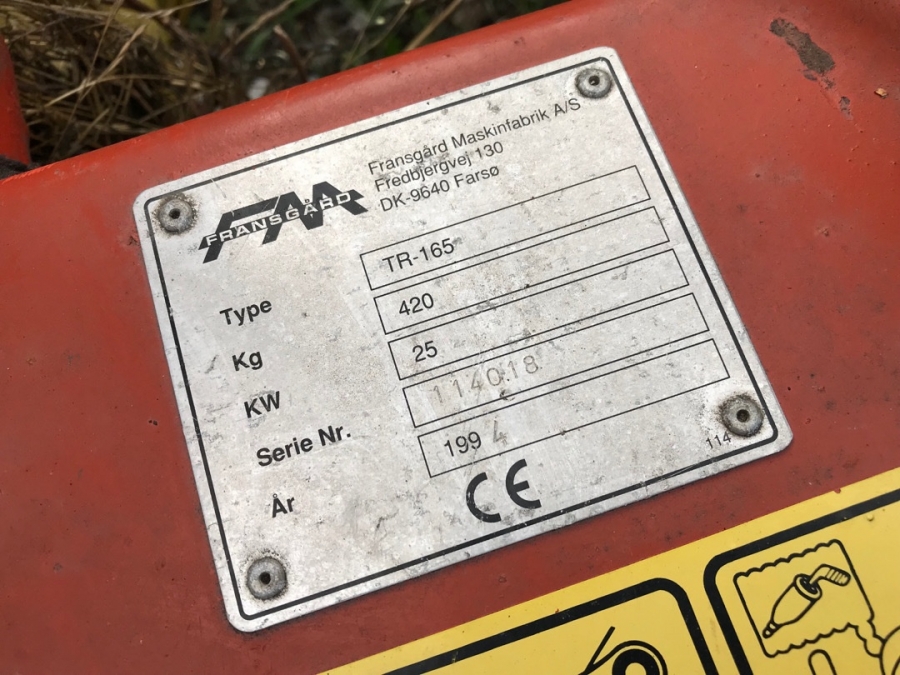 FRANSGÅRD
Fransgård Maskinfabrik A/S
Fredbjergvej 130
DK-9640 Farsø
Type TR-165
Kg 420
KW 25
Serie Nr. 114018
År 1994
CE
114